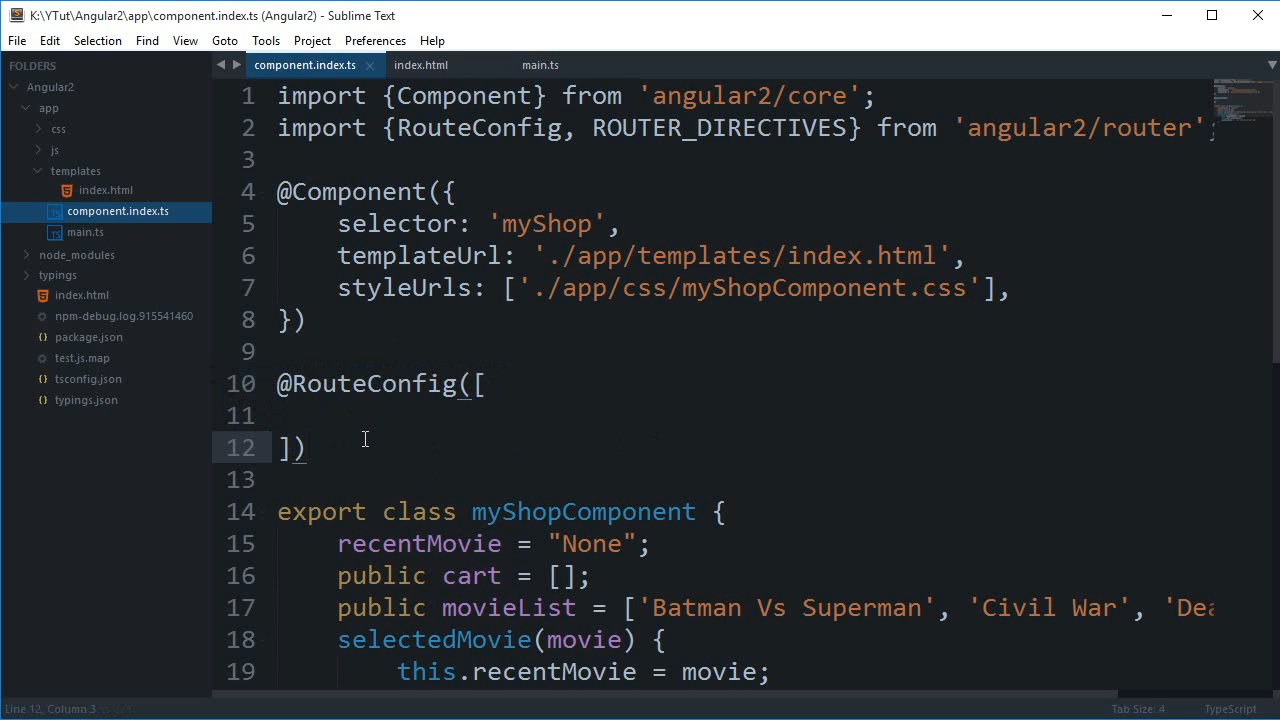 K:\YTut\Angular2\app\component.index.ts (Angular2) - Sublime Text
File Edit Selection Find View Goto Tools Project Preferences Help
FOLDERS
Angular2
app
css
js
templates
index.html
component.index.ts
main.ts
node_modules
typings
index.html
npm-debug.log.915541460
package.json
test.js.map
tsconfig.json
typings.json
component.index.ts index.html main.ts
1 import {Component} from 'angular2/core';
2 import {RouteConfig, ROUTER_DIRECTIVES} from 'angular2/router';
3
4 @Component({
5 selector: 'myShop',
6 templateUrl: './app/templates/index.html',
7 styleUrls: ['./app/css/myShopComponent.css'],
8 })
9
10 @RouteConfig([
11
12 ])
13
14 export class myShopComponent {
15 recentMovie = "None";
16 public cart = [];
17 public movieList = ['Batman Vs Superman', 'Civil War', 'Dea
18 selectedMovie(movie) {
19 this.recentMovie = movie;
Line 12, Column 3
Tab Size: 4 TypeScript